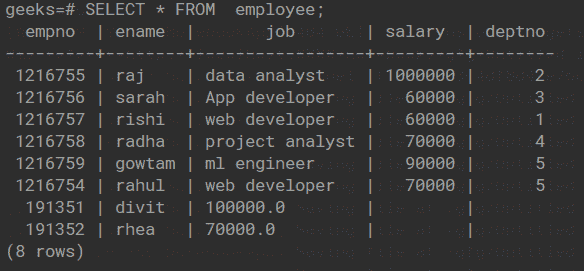 geeks=# SELECT * FROM  employee;
  empno  | ename  |       job       | salary  | deptno
---------+--------+-----------------+---------+--------
 1216755 | raj    | data analyst    | 1000000 |      2
 1216756 | sarah  | App developer   |   60000 |      3
 1216757 | rishi  | web developer   |   60000 |      1
 1216758 | radha  | project analyst |   70000 |      4
 1216759 | gowtam | ml engineer     |   90000 |      5
 1216754 | rahul  | web developer   |   70000 |      5
  191351 | divit  | 100000.0        |         |
  191352 | rhea   | 70000.0         |         |
(8 rows)